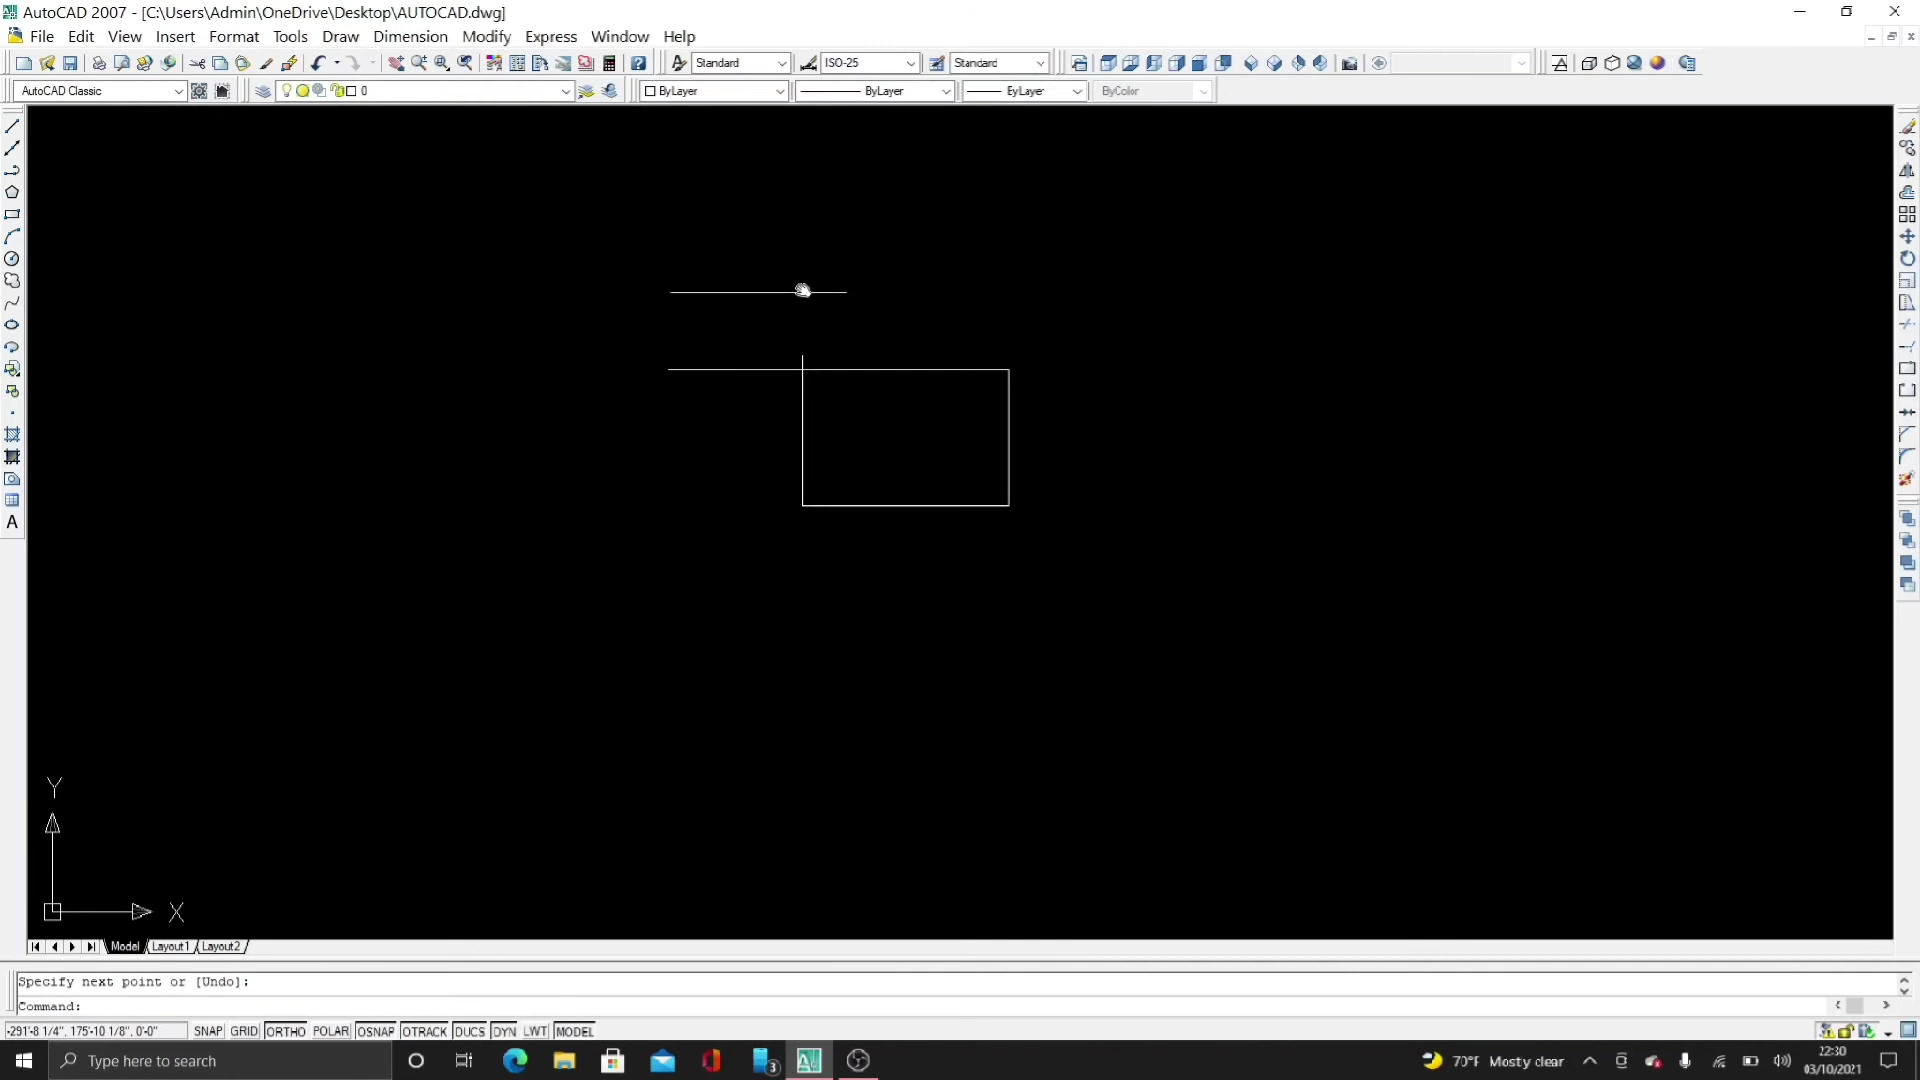 AutoCAD 2007 - [C:\Users\Admin\OneDrive\Desktop\AUTOCAD.dwg]
File Edit View Insert Format Tools Draw Dimension Modify Express Window Help
Standard ISO-25 Standard
AutoCAD Classic 0 ByLayer ByLayer ByLayer ByColor
A
Y
X
Model Layout1 Layout2
Specify next point or [Undo]:
Command:
-291'-8 1/4", 175'-10 1/8", 0'-0" SNAP GRID ORTHO POLAR OSNAP OTRACK DUCS DYN LWT MODEL
Type here to search 3 70°F Mostly clear 22:30
03/10/2021